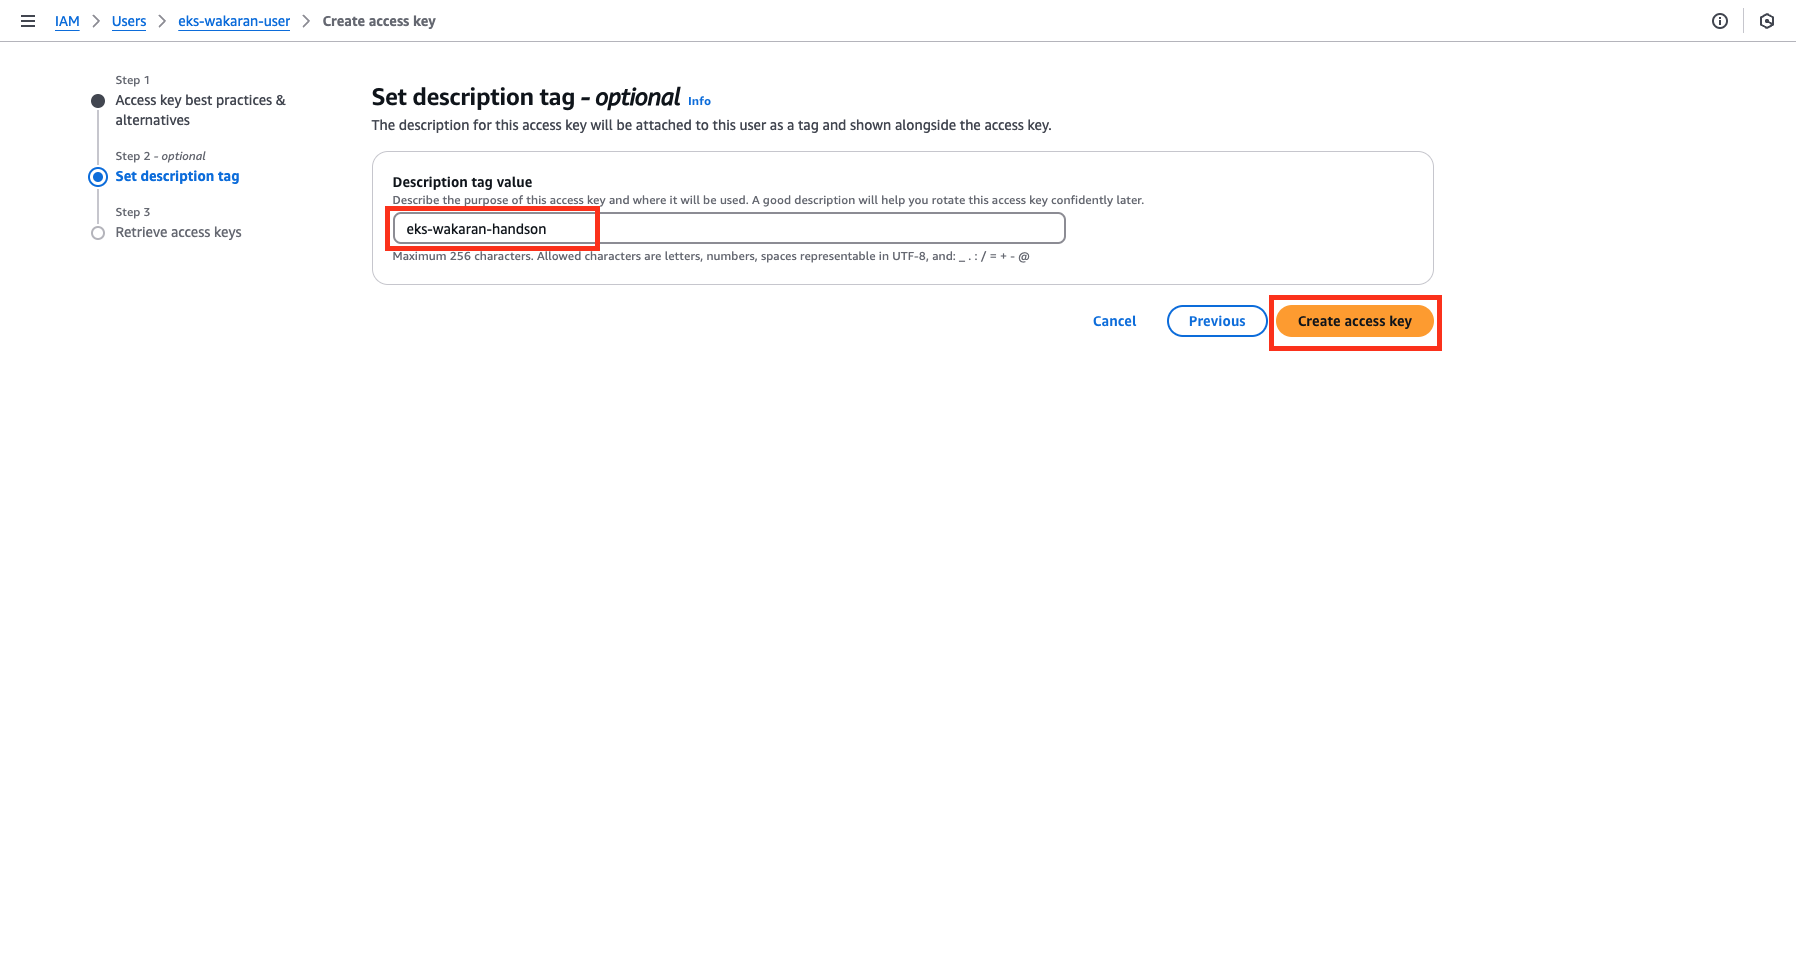 IAM > Users > eks-wakaran-user > Create access key
Step 1
Access key best practices &
alternatives
Step 2 - optional
Set description tag
Step 3
Retrieve access keys
Set description tag - optional Info
The description for this access key will be attached to this user as a tag and shown alongside the access key.
Description tag value
Describe the purpose of this access key and where it will be used. A good description will help you rotate this access key confidently later.
eks-wakaran-handson
Maximum 256 characters. Allowed characters are letters, numbers, spaces representable in UTF-8, and: _ . : / = + - @
Cancel
Previous
Create access key